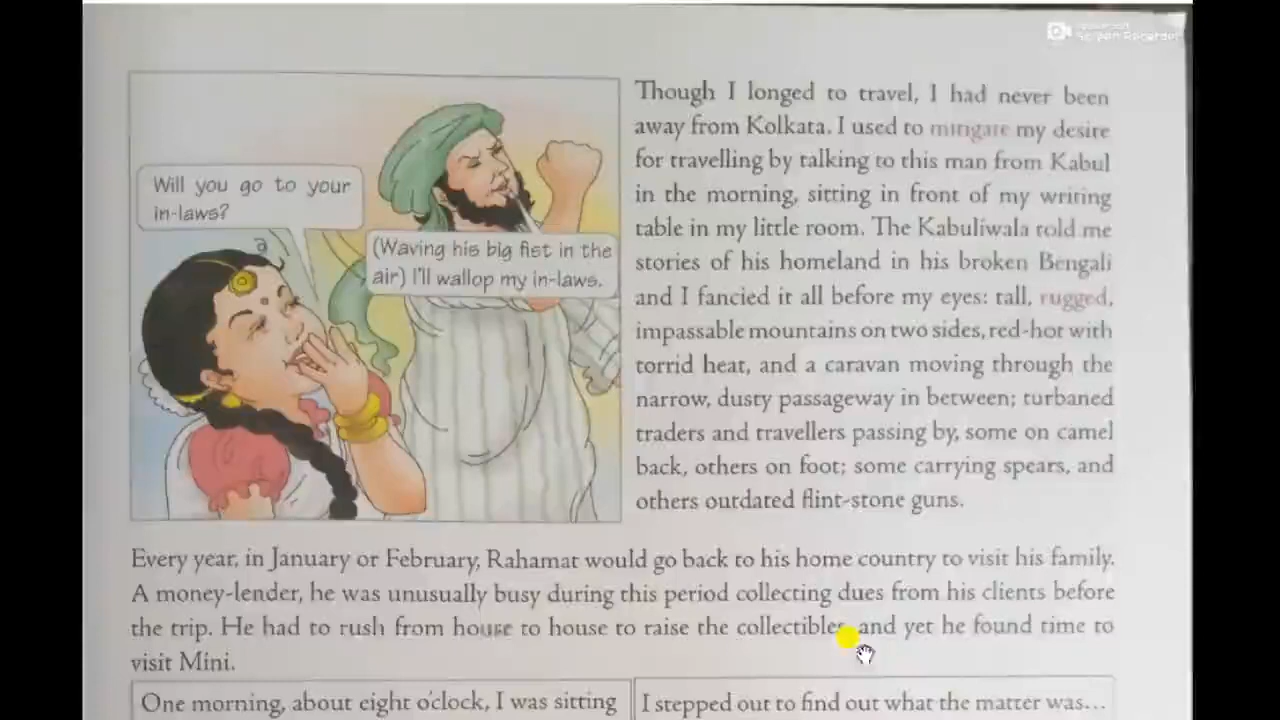 Screen Recorder
Will you go to your
in-laws?
(Waving his big fist in the
air) I'll wallop my in-laws.
Though I longed to travel, I had never been
away from Kolkata. I used to mitigate my desire
for travelling by talking to this man from Kabul
in the morning, sitting in front of my writing
table in my little room. The Kabuliwala told me
stories of his homeland in his broken Bengali
and I fancied it all before my eyes: tall, rugged,
impassable mountains on two sides, red-hot with
torrid heat, and a caravan moving through the
narrow, dusty passageway in between; turbaned
traders and travellers passing by, some on camel
back, others on foot; some carrying spears, and
others outdated flint-stone guns.
Every year, in January or February, Rahamat would go back to his home country to visit his family.
A money-lender, he was unusually busy during this period collecting dues from his clients before
the trip. He had to rush from house to house to raise the collectibles, and yet he found time to
visit Mini.
One morning, about eight o'clock, I was sitting
I stepped out to find out what the matter was...